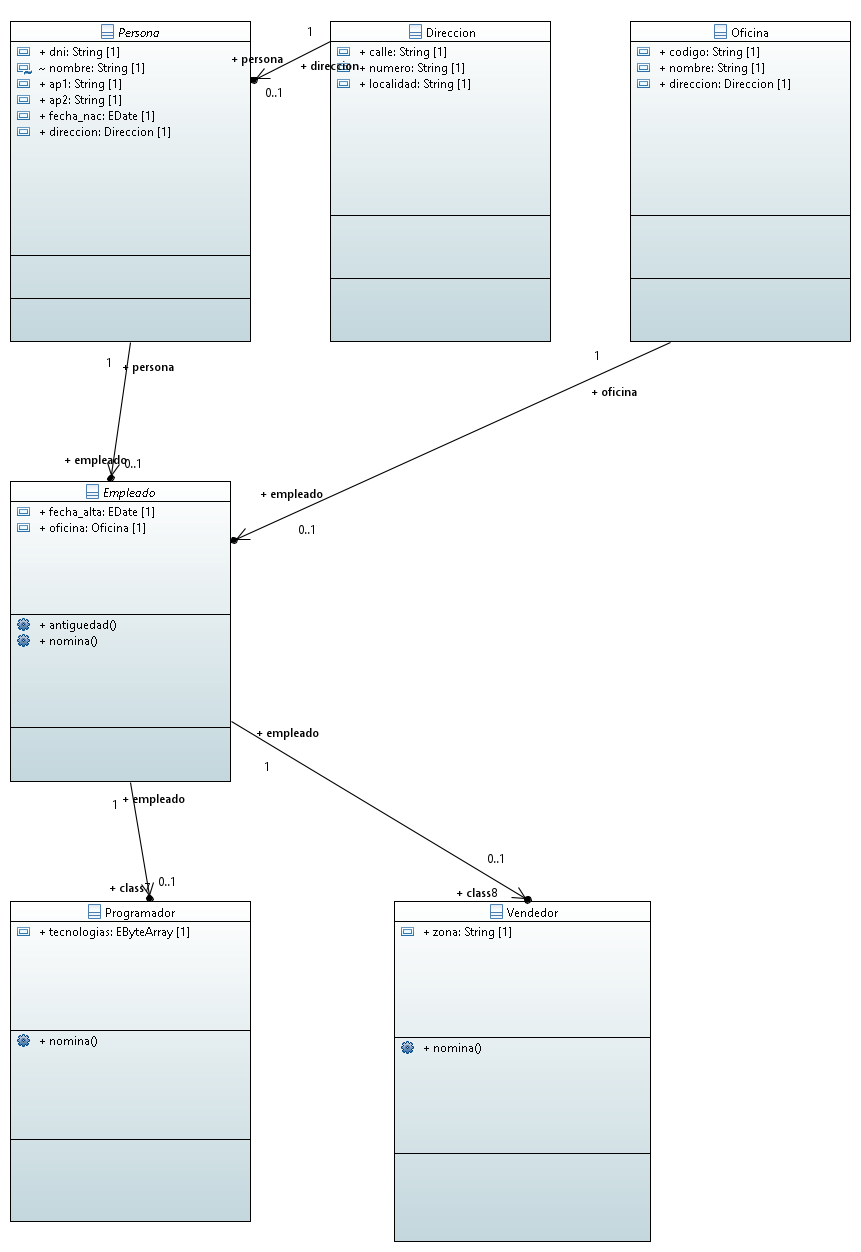 Persona
+ dni: String [1]
~ nombre: String [1]
+ ap1: String [1]
+ ap2: String [1]
+ fecha_nac: EDate [1]
+ direccion: Direccion [1]
1
+ persona
+ direccion
0..1
Direccion
+ calle: String [1]
+ numero: String [1]
+ localidad: String [1]
Oficina
+ codigo: String [1]
+ nombre: String [1]
+ direccion: Direccion [1]
1
+ persona
+ empleado
0..1
1
+ oficina
+ empleado
0..1
Empleado
+ fecha_alta: EDate [1]
+ oficina: Oficina [1]
+ antiguedad()
+ nomina()
+ empleado
1
0..1
+ class8
1
+ empleado
0..1
+ class7
Programador
+ tecnologias: EByteArray [1]
+ nomina()
Vendedor
+ zona: String [1]
+ nomina()